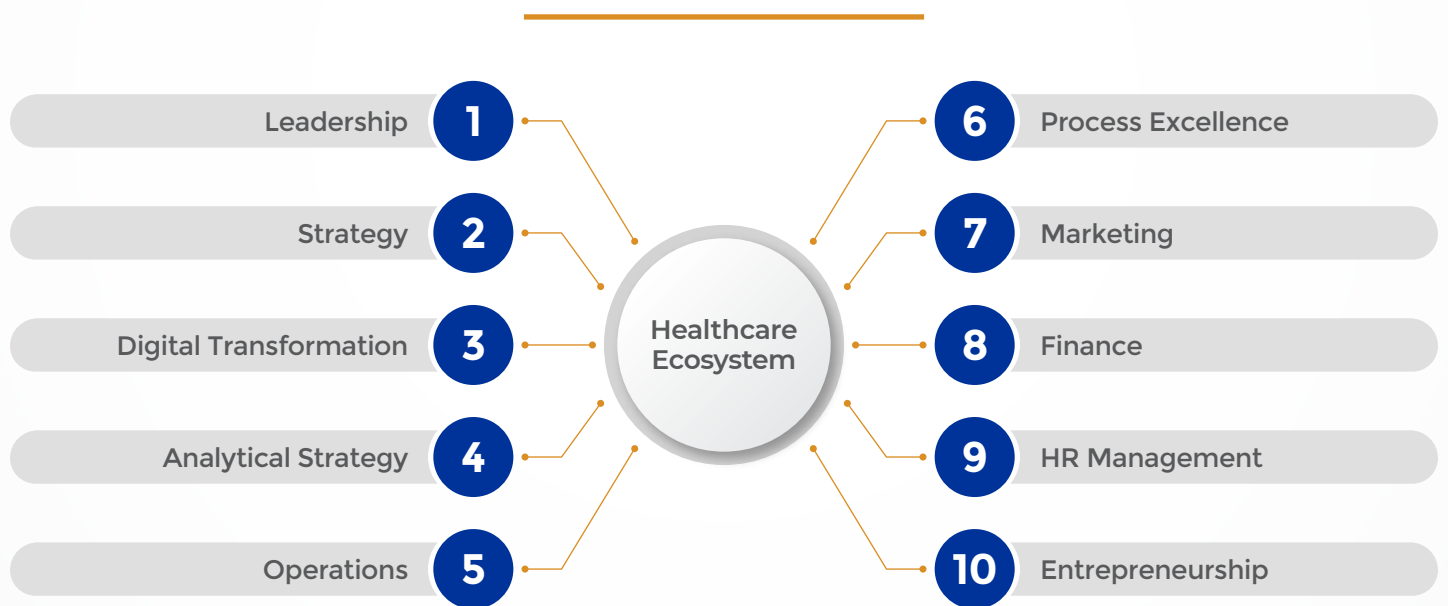 Leadership 1
Strategy 2
Digital Transformation 3
Analytical Strategy 4
Operations 5
Healthcare
Ecosystem
6 Process Excellence
7 Marketing
8 Finance
9 HR Management
10 Entrepreneurship